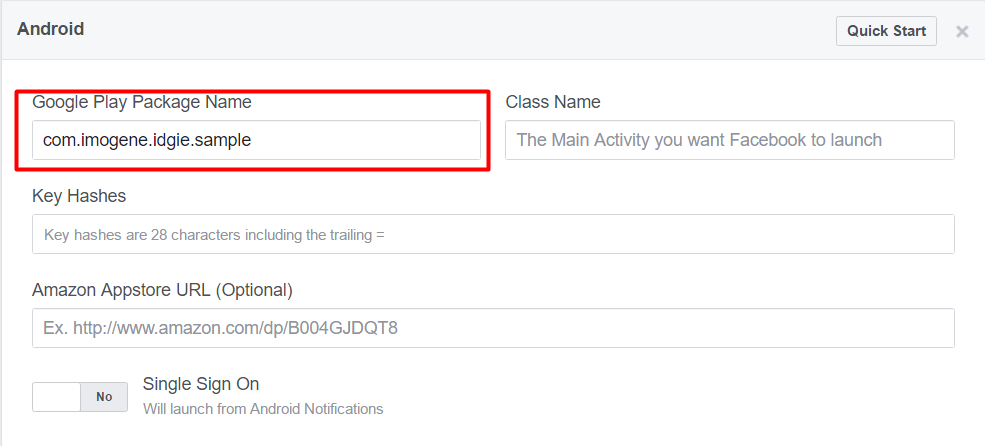 Android
Quick Start
×
Google Play Package Name
Class Name
com.imogene.idgie.sample
The Main Activity you want Facebook to launch
Key Hashes
Key hashes are 28 characters including the trailing =
Amazon Appstore URL (Optional)
Ex. http://www.amazon.com/dp/B004GJDQT8
No
Single Sign On
Will launch from Android Notifications